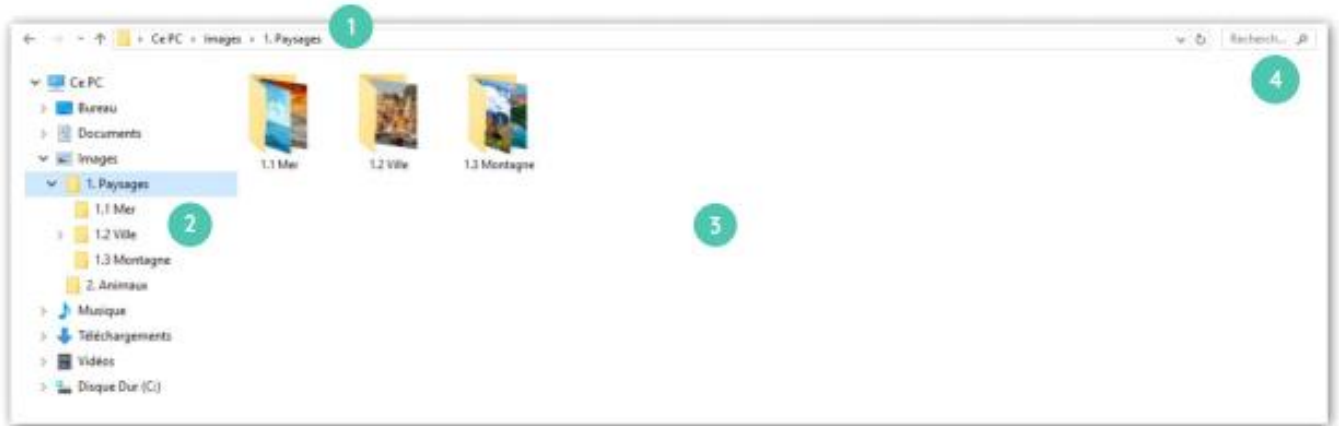 1
Ce PC › Images › 1. Paysages
Recherch...
4
Ce PC
Bureau
Documents
Images
1. Paysages
1.1 Mer
1.2 Ville
1.3 Montagne
2. Animaux
Musique
Téléchargements
Vidéos
Disque Dur (C:)
2
1.1 Mer
1.2 Ville
1.3 Montagne
3